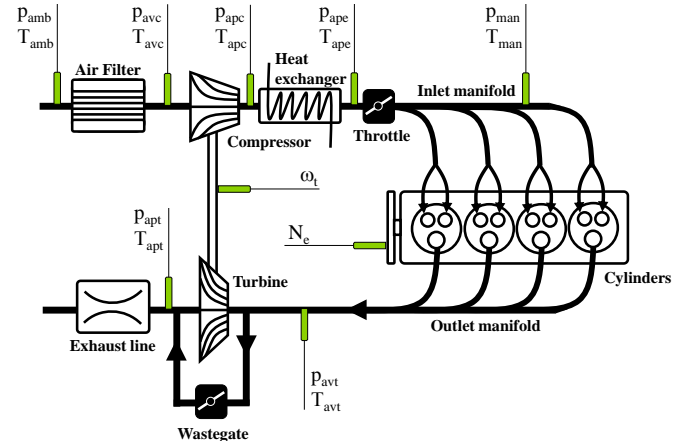 p_amb
T_amb
p_avc
T_avc
p_apc
T_apc
p_ape
T_ape
p_man
T_man
Air Filter
Heat
exchanger
Inlet manifold
Compressor
Throttle
ω_t
N_e
p_apt
T_apt
Turbine
Cylinders
Exhaust line
Outlet manifold
p_avt
T_avt
Wastegate